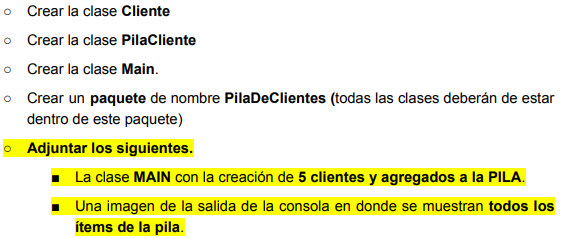 ○ Crear la clase Cliente
○ Crear la clase PilaCliente
○ Crear la clase Main.
○ Crear un paquete de nombre PilaDeClientes (todas las clases deberán de estar
dentro de este paquete)
○ Adjuntar los siguientes.
■ La clase MAIN con la creación de 5 clientes y agregados a la PILA.
■ Una imagen de la salida de la consola en donde se muestran todos los
ítems de la pila.